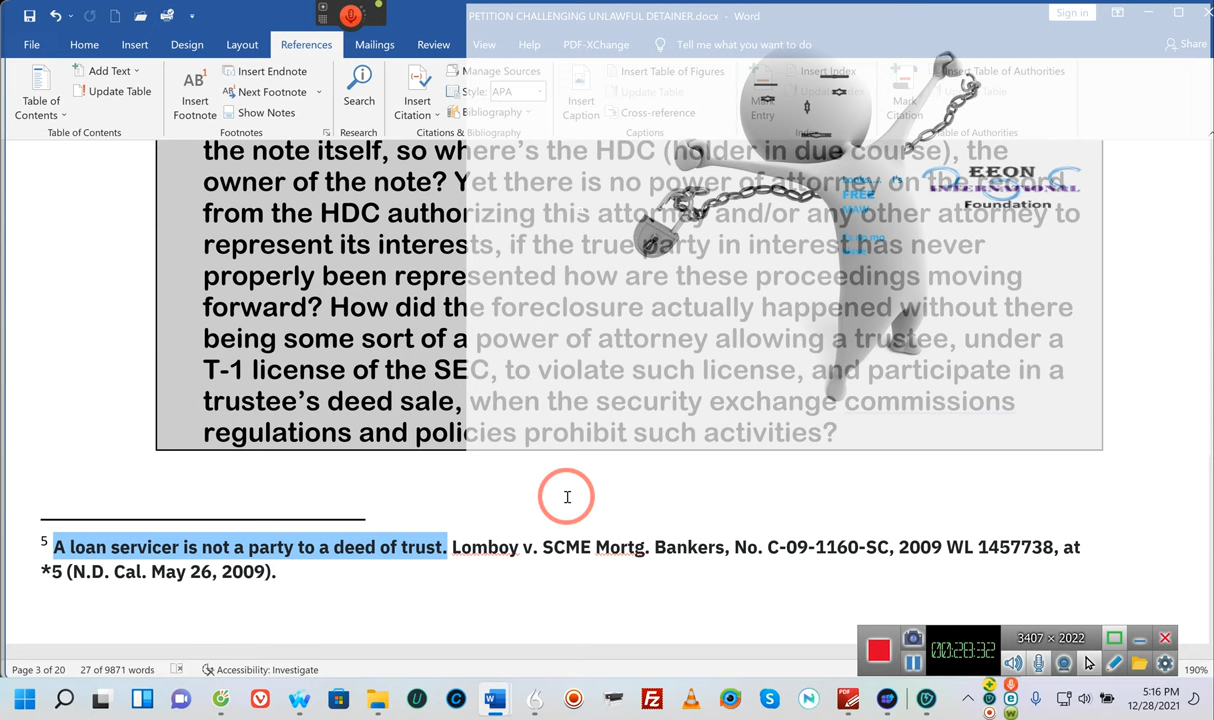 PETITION CHALLENGING UNLAWFUL DETAINER.docx - Word
Sign in
File Home Insert Design Layout References Mailings Review View Help PDF-XChange Tell me what you want to do Share
Table of Contents
Add Text
Update Table
Table of Contents
AB1
Insert Footnote
Insert Endnote
Next Footnote
Show Notes
Footnotes
Search
Research
Insert Citation
Manage Sources
Style: APA
Bibliography
Citations & Bibliography
Insert Caption
Insert Table of Figures
Update Table
Cross-reference
Captions
Mark Entry
Insert Index
Mark Citation
Insert Table of Authorities
Table of Authorities
the note itself, so where's the HDC (holder in due course), the
owner of the note? Yet there is no power of attorney on the record
from the HDC authorizing this attorney and/or any other attorney to
represent its interests, if the true party in interest has never
properly been represented how are these proceedings moving
forward? How did the foreclosure actually happened without there
being some sort of a power of attorney allowing a trustee, under a
T-1 license of the SEC, to violate such license, and participate in a
trustee's deed sale, when the security exchange commissions
regulations and policies prohibit such activities?
EEON
INTERNATIONAL
Foundation
FREE
5 A loan servicer is not a party to a deed of trust. Lomboy v. SCME Mortg. Bankers, No. C-09-1160-SC, 2009 WL 1457738, at
*5 (N.D. Cal. May 26, 2009).
3407 × 2022
00:28:32
Page 3 of 20 27 of 9871 words Accessibility: Investigate 190%
5:16 PM
12/28/2021